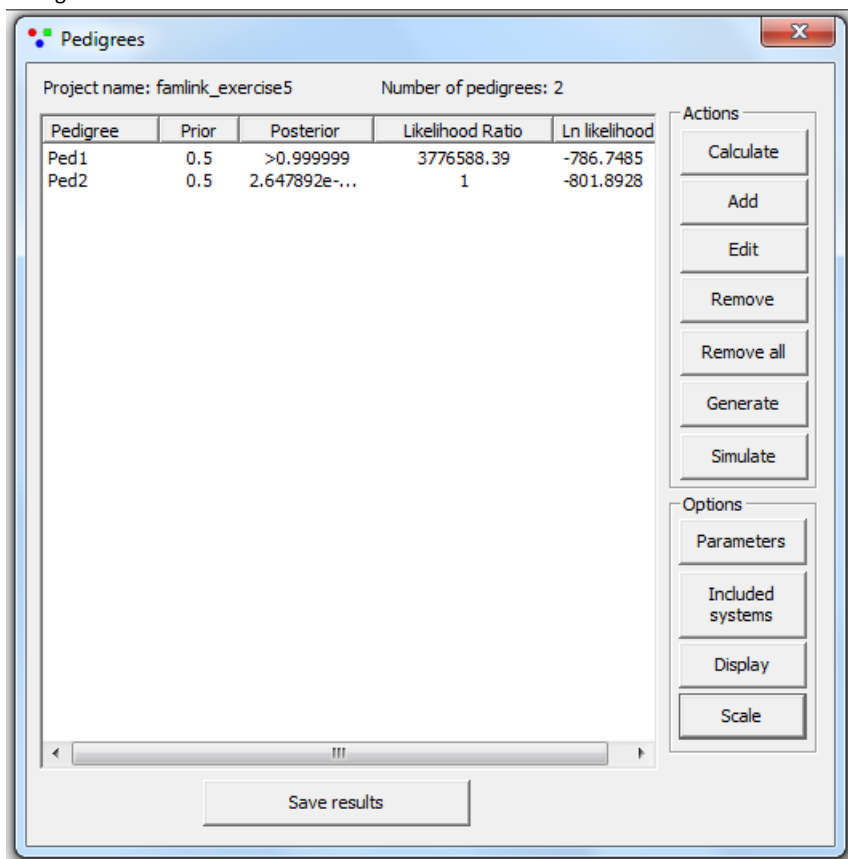 Pedigrees
Project name: famlink_exercise5 Number of pedigrees: 2
Pedigree Prior Posterior Likelihood Ratio Ln likelihood
Ped1 0.5 >0.999999 3776588.39 -786.7485
Ped2 0.5 2.647892e-... 1 -801.8928
Actions
Calculate
Add
Edit
Remove
Remove all
Generate
Simulate
Options
Parameters
Included
systems
Display
Scale
Save results